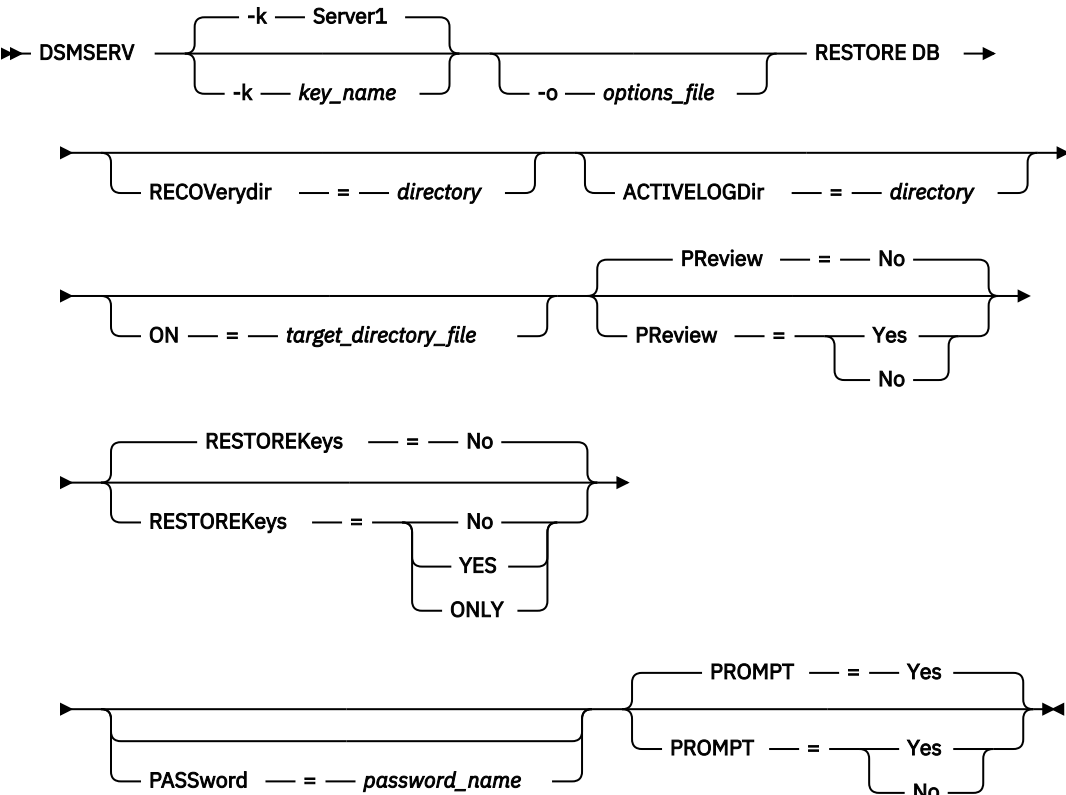 -k Server1
DSMSERV RESTORE DB
-k key_name -o options_file
RECOVerydir = directory ACTIVELOGDir = directory
PReview = No
ON = target_directory_file PReview = Yes
No
RESTOREKeys = No
RESTOREKeys = No
YES
ONLY
PROMPT = Yes
PASSword = password_name PROMPT = Yes
No